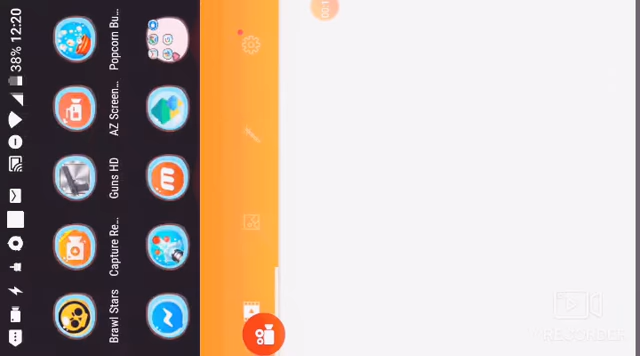 38% 12:20
Brawl Stars
Capture Re...
Guns HD
AZ Screen...
Popcorn Bu...
RECORDER